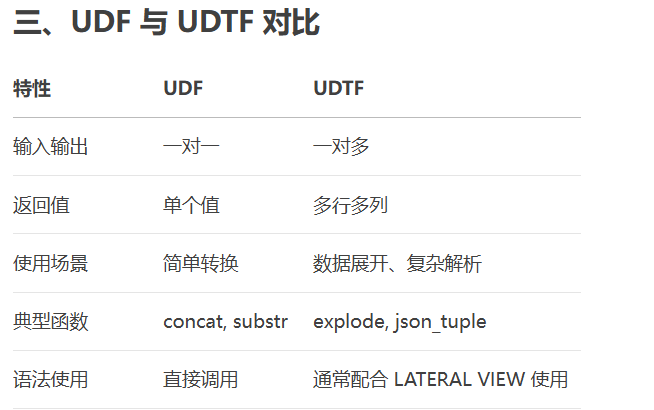 三、UDF 与 UDTF 对比
特性 UDF UDTF
输入输出 一对一 一对多
返回值 单个值 多行多列
使用场景 简单转换 数据展开、复杂解析
典型函数 concat, substr explode, json_tuple
语法使用 直接调用 通常配合 LATERAL VIEW 使用